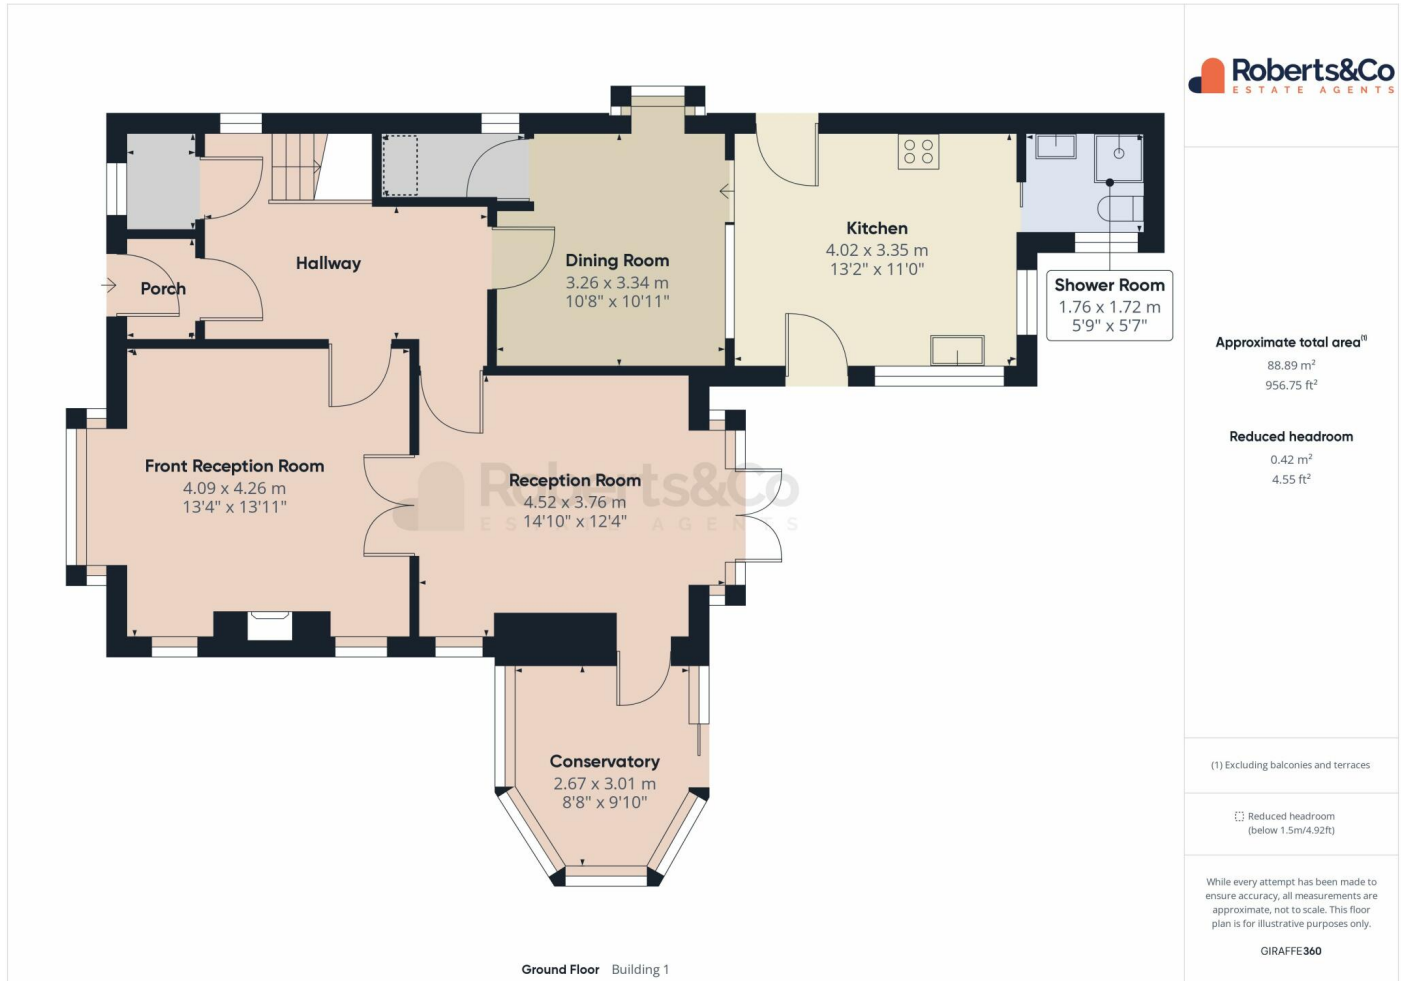 Roberts&Co
ESTATE AGENTS
Hallway
Porch
Dining Room
3.26 x 3.34 m
10'8" x 10'11"
Kitchen
4.02 x 3.35 m
13'2" x 11'0"
Shower Room
1.76 x 1.72 m
5'9" x 5'7"
Front Reception Room
4.09 x 4.26 m
13'4" x 13'11"
Roberts&Co
ESTATE AGENTS
Reception Room
4.52 x 3.76 m
14'10" x 12'4"
Conservatory
2.67 x 3.01 m
8'8" x 9'10"
Ground Floor Building 1
Approximate total area(1)
88.89 m²
956.75 ft²
Reduced headroom
0.42 m²
4.55 ft²
(1) Excluding balconies and terraces
Reduced headroom
(below 1.5m/4.92ft)
While every attempt has been made to
ensure accuracy, all measurements are
approximate, not to scale. This floor
plan is for illustrative purposes only.
GIRAFFE360